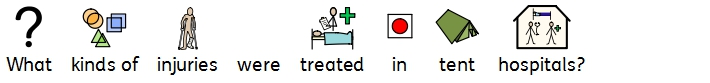 What kinds of injuries were treated in tent hospitals?